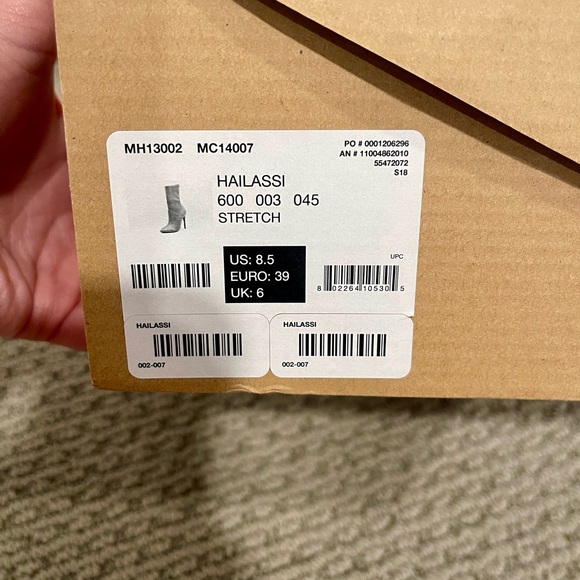 MH13002 MC14007
PO # 0001206296
AN # 11004862010
55472072
S18
HAILASSI
600 003 045
STRETCH
US: 8.5
EURO: 39
UK: 6
UPC
8 02264 10530 5
HAILASSI
002-007
HAILASSI
002-007